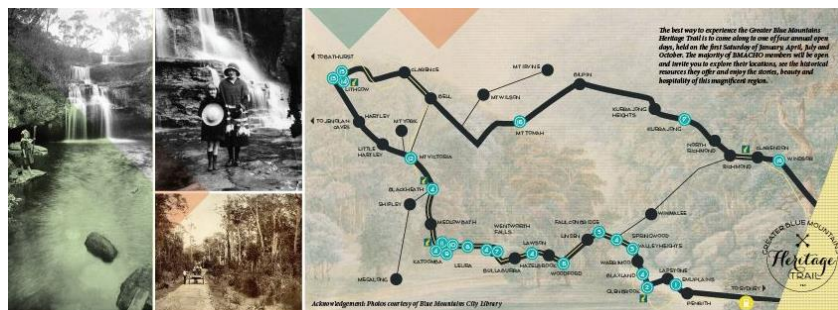 The best way to experience the Greater Blue Mountains
Heritage Trail is to come along to one of four annual open
days, held on the first Saturday of January, April, July and
October. The majority of BMACHO members will be open
and invite you to explore their locations, see the historical
resources they offer and enjoy the stories, beauty and
hospitality of this magnificent region.
TO BATHURST
CLARENCE
MT IRVINE
BILPIN
LITHGOW
BELL
MT WILSON
KURRAJONG
HEIGHTS
TO JENOLAN
CAVES
HARTLEY
MT YORK
MT TOMAH
KURRAJONG
NORTH
RICHMOND
CLARENDON
LITTLE
HARTLEY
MT VICTORIA
RICHMOND
WINDSOR
BLACKHEATH
SHIPLEY
MEDLOW BATH
WENTWORTH
FALLS
FAULCONBRIDGE
WINMALEE
LINDEN
SPRINGWOOD
LAWSON
VALLEY HEIGHTS
KATOOMBA
LEURA
BULLABURRA
HAZELBROOK
WOODFORD
WARRIMOO
BLAXLAND
MEGALONG
LAPSTONE
GLENBROOK
EMU PLAINS
TO SYDNEY
PENRITH
GREATER BLUE MOUNTAINS
Heritage
TRAIL
Acknowledgement: Photos courtesy of Blue Mountains City Library